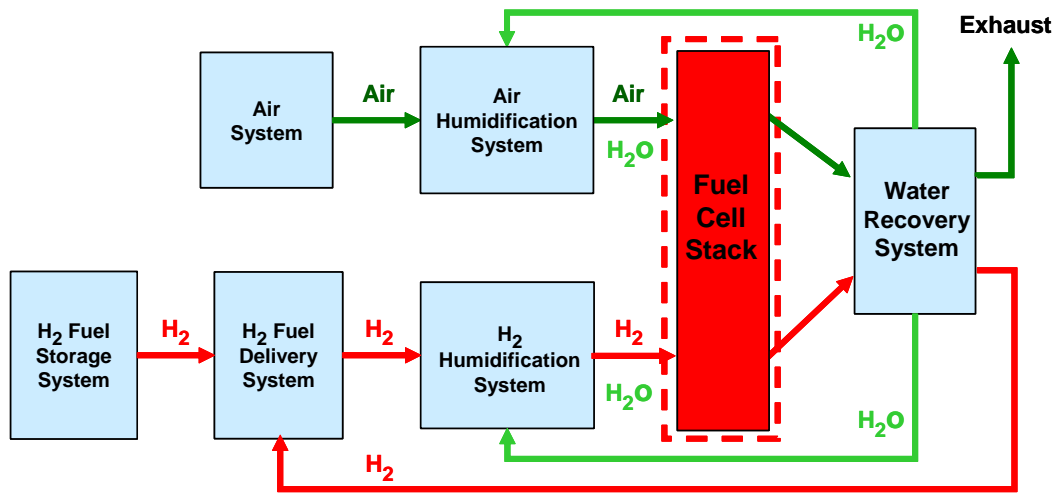 H₂O
Exhaust
Air
System
Air
Air
Humidification
System
Air
H₂O
Fuel
Cell
Stack
Water
Recovery
System
H₂ Fuel
Storage
System
H₂
H₂ Fuel
Delivery
System
H₂
H₂
Humidification
System
H₂
H₂O
H₂O
H₂